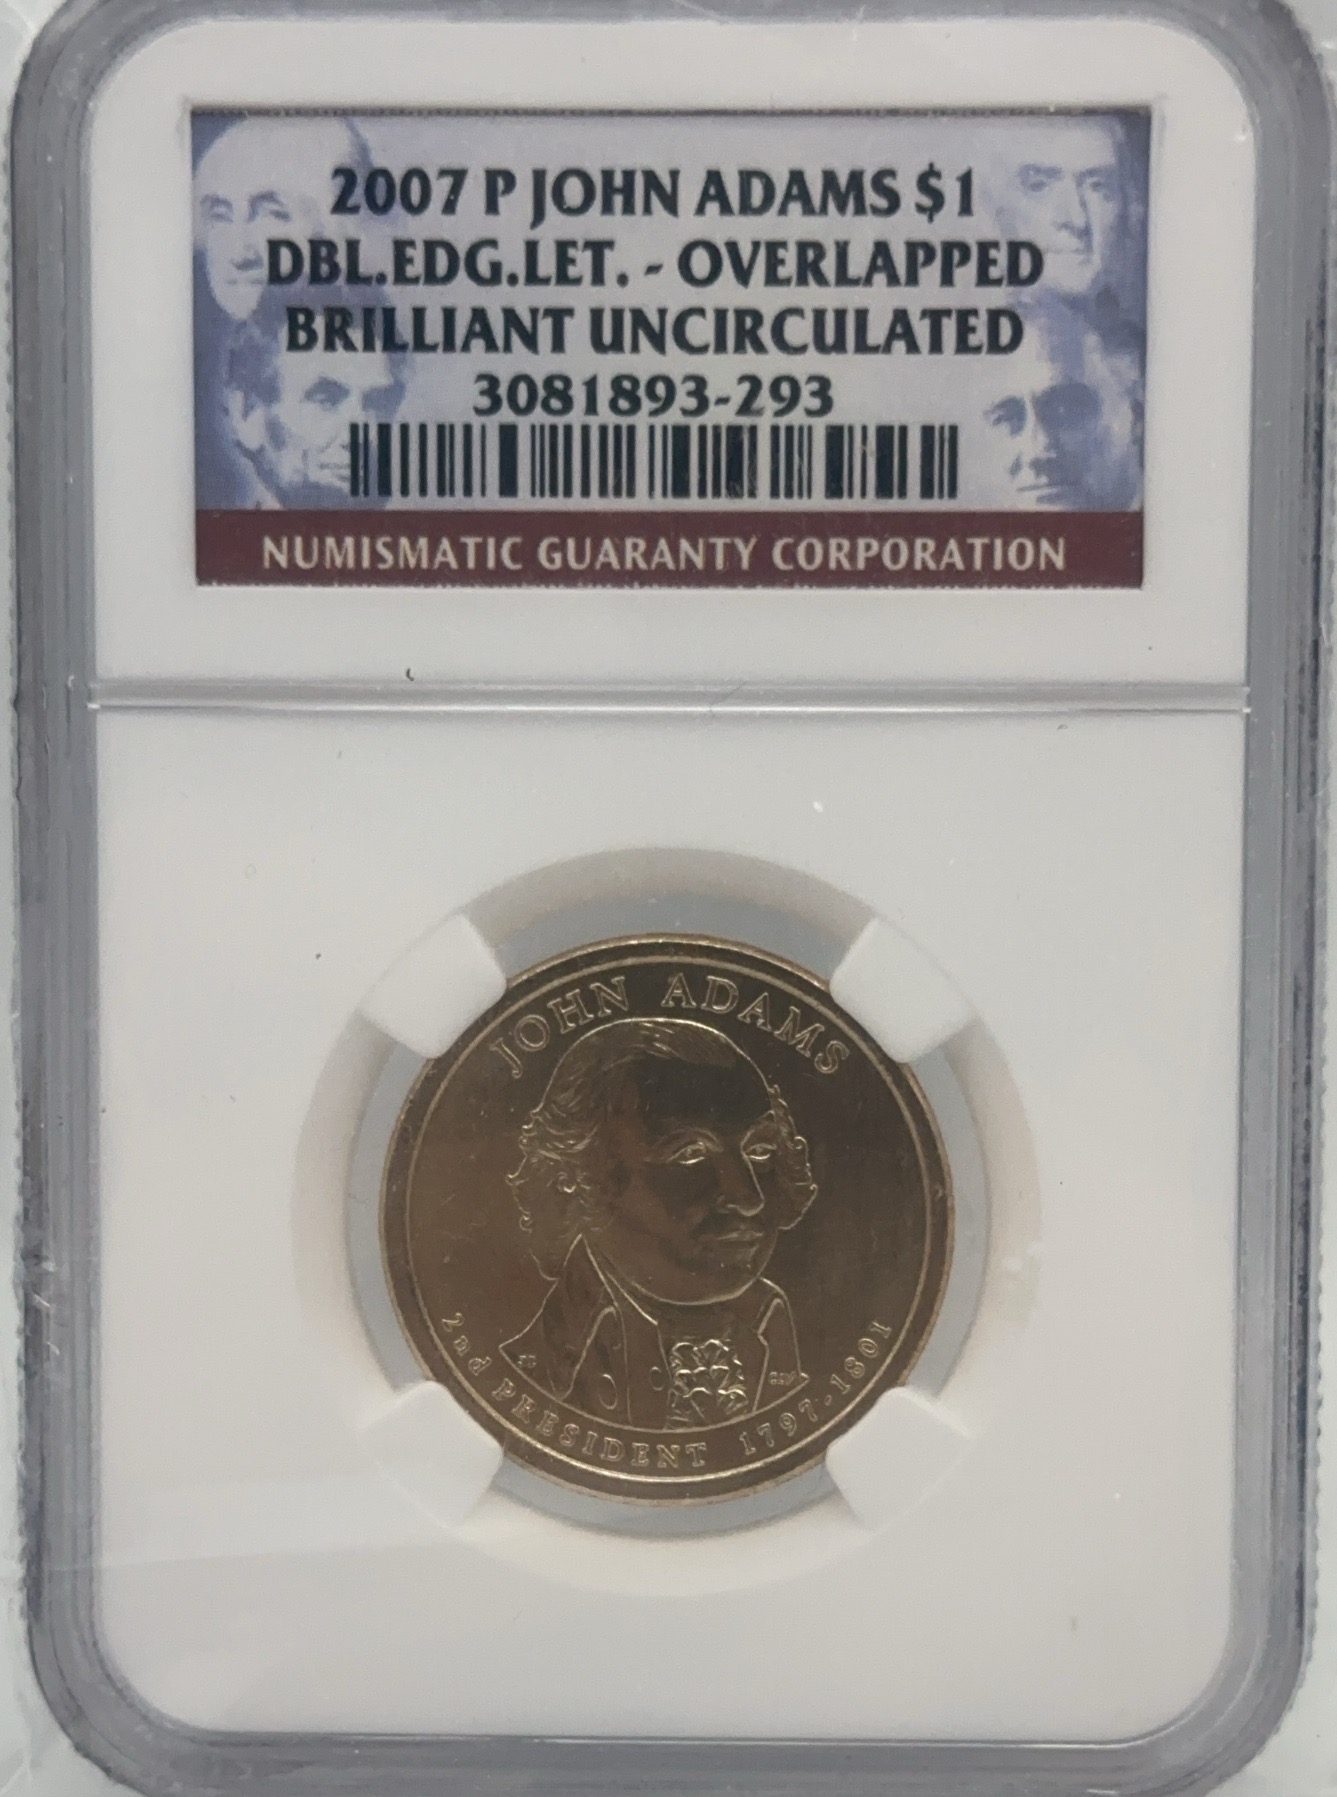 2007 P JOHN ADAMS $1
DBL.EDG.LET. - OVERLAPPED
BRILLIANT UNCIRCULATED
3081893-293
NUMISMATIC GUARANTY CORPORATION
JOHN ADAMS
2nd PRESIDENT 1797-1801